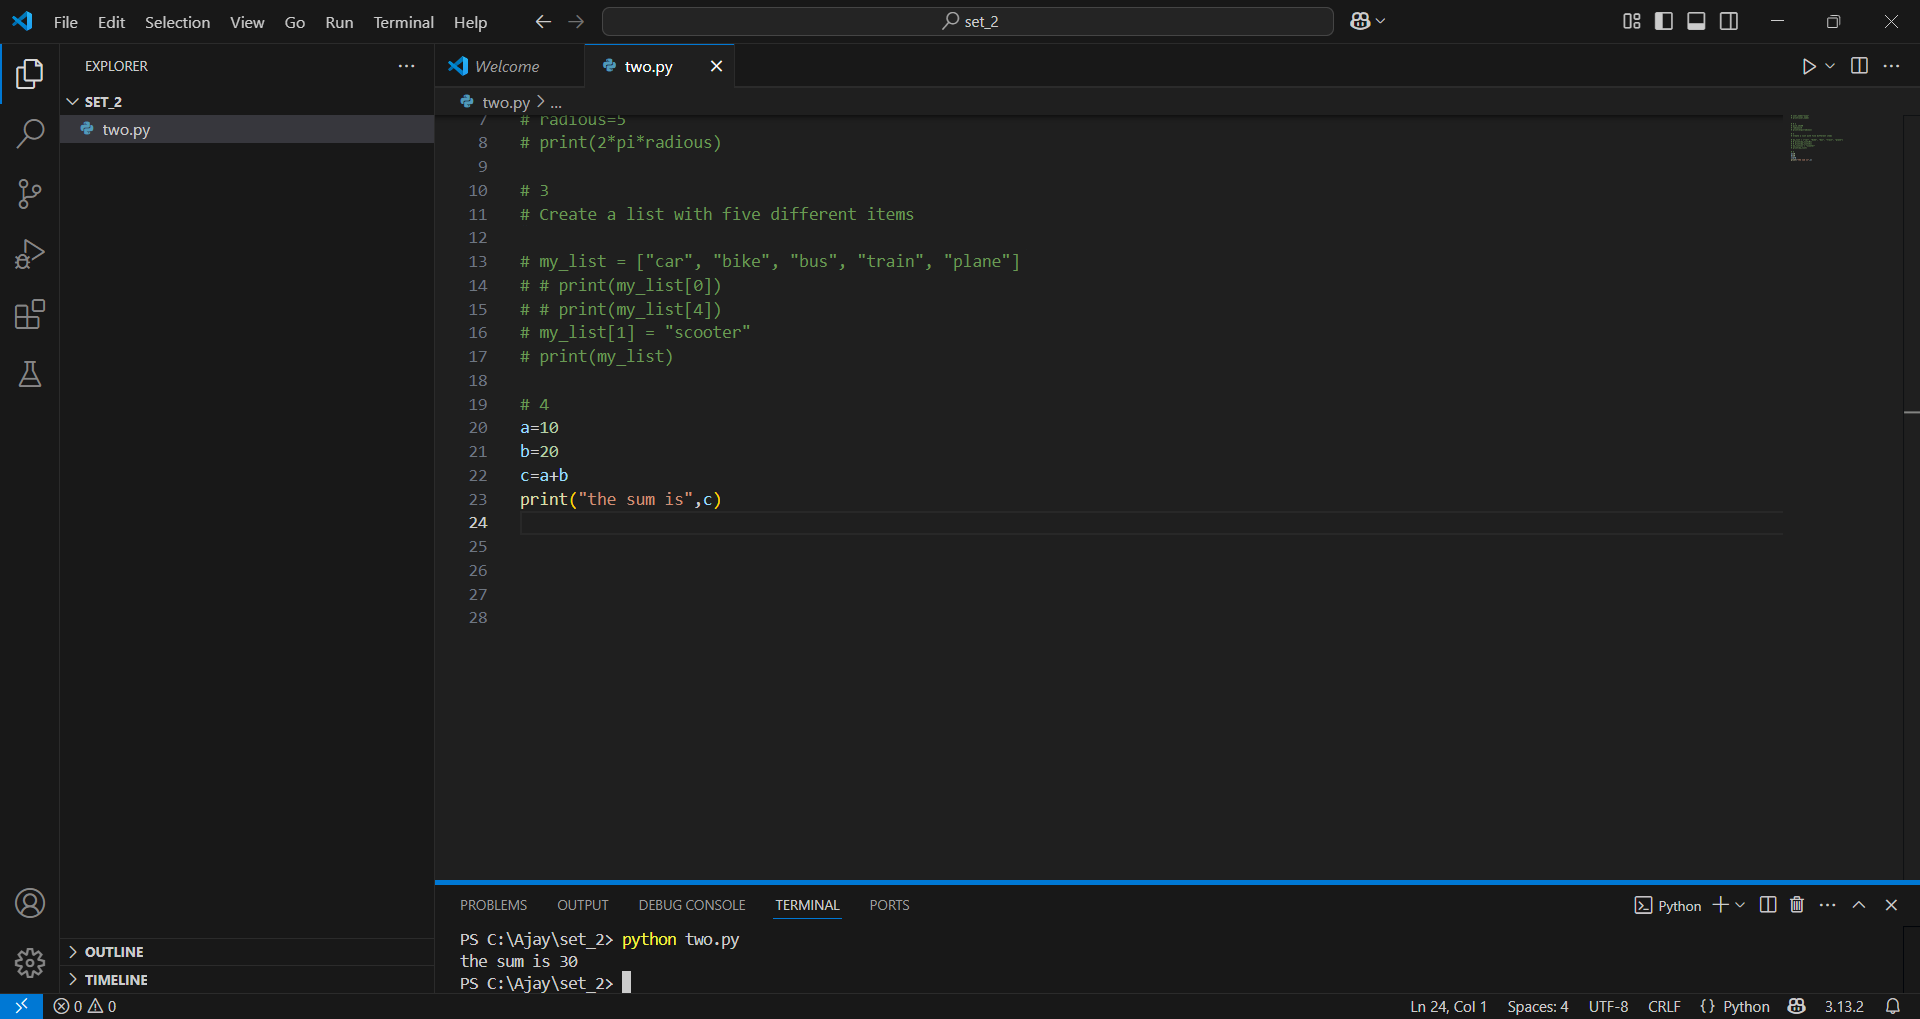 File Edit Selection View Go Run Terminal Help set_2
EXPLORER
SET_2
two.py
Welcome two.py
two.py > ...
7 # radious=5
8 # print(2*pi*radious)
9
10 # 3
11 # Create a list with five different items
12
13 # my_list = ["car", "bike", "bus", "train", "plane"]
14 # # print(my_list[0])
15 # # print(my_list[4])
16 # my_list[1] = "scooter"
17 # print(my_list)
18
19 # 4
20 a=10
21 b=20
22 c=a+b
23 print("the sum is",c)
24
25
26
27
28
OUTLINE
TIMELINE
PROBLEMS OUTPUT DEBUG CONSOLE TERMINAL PORTS Python
PS C:\Ajay\set_2> python two.py
the sum is 30
PS C:\Ajay\set_2>
0 0 Ln 24, Col 1 Spaces: 4 UTF-8 CRLF {} Python 3.13.2